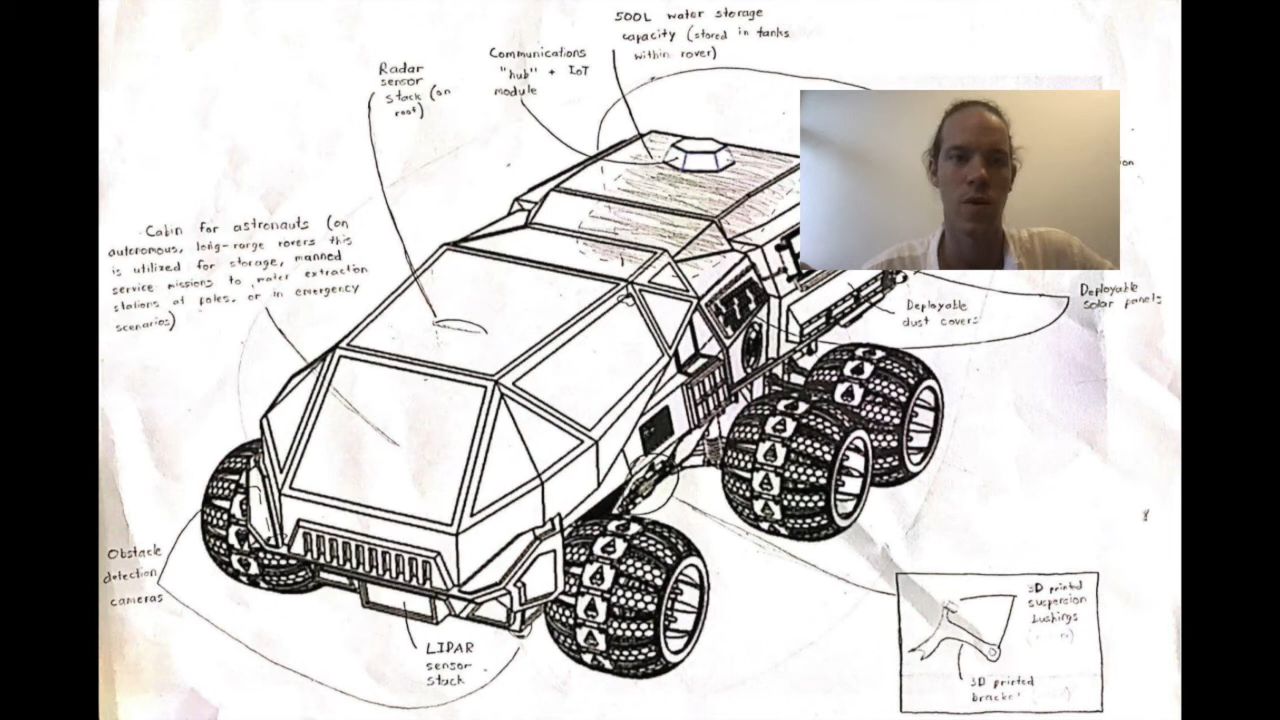 500L water storage
capacity (stored in tanks
within rover)
Communications
"hub" + IoT
module
Radar
sensor
stack (on
roof)
Cabin for astronauts (on
autonomous, long-range rovers this
is utilized for storage, manned
service missions to water extraction
stations at poles, or in emergency
scenarios)
Deployable
solar panels
Deployable
dust covers
Obstacle
detection
cameras
LIDAR
sensor
stack
3D printed
suspension
bushings
3D printed
bracket